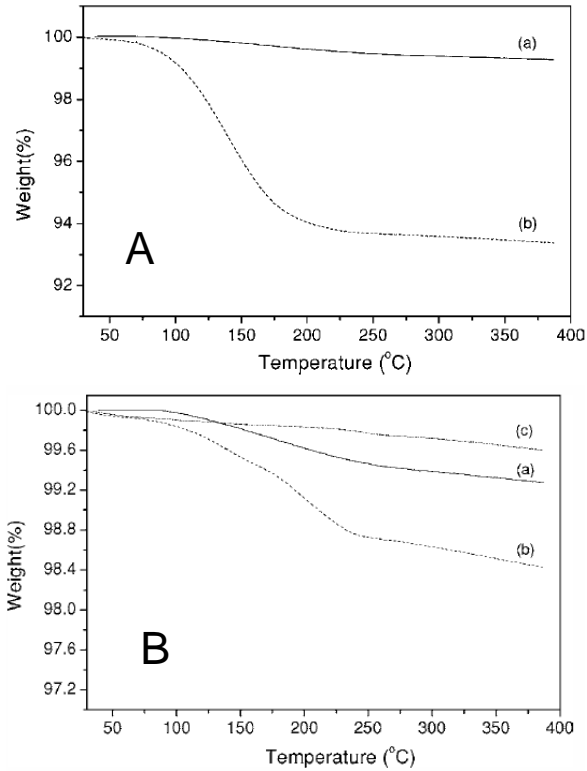 100
98
96
94
92
Weight(%)
(a)
(b)
A
50 100 150 200 250 300 350 400
Temperature (°C)
100.0
99.6
99.2
98.8
98.4
98.0
97.6
97.2
Weight(%)
(c)
(a)
(b)
B
50 100 150 200 250 300 350 400
Temperature (°C)